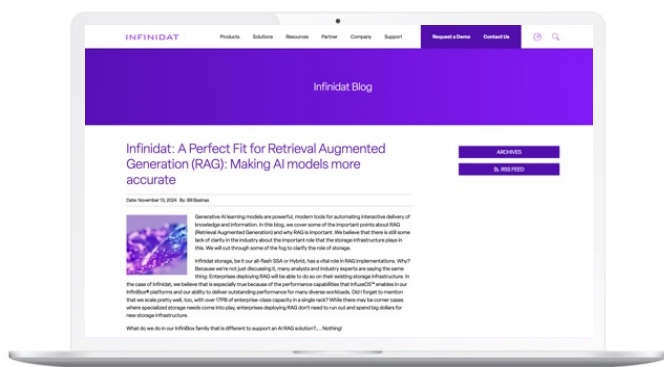 INFINIDAT
Products Solutions Resources Partner Company Support Request a Demo Contact Us
Infinidat Blog
Infinidat: A Perfect Fit for Retrieval Augmented
Generation (RAG): Making AI models more
accurate
ARCHIVES
RSS FEED
Date: November 13, 2024 By: Bill Basinas
Generative AI learning models are powerful, modern tools for automating interactive delivery of
knowledge and information. In this blog, we cover some of the important points about RAG
(Retrieval Augmented Generation) and why RAG is important. We believe that there is still some
lack of clarity in the industry about the important role that the storage infrastructure plays in
this. We will cut through some of the fog to clarify the role of storage.
Infinidat storage, be it our all-flash SSA or Hybrid, has a vital role in RAG implementations. Why?
Because we're not just discussing it, many analysts and industry experts are saying the same
thing: Enterprises deploying RAG will be able to do so on their existing storage infrastructure. In
the case of Infinidat, we believe that is especially true because of the performance capabilities that InfuzeOS™ enables in our
InfiniBox® platforms and our ability to deliver outstanding performance for many diverse workloads. Did I forget to mention
that we scale pretty well, too, with over 17PB of enterprise-class capacity in a single rack? While there may be corner cases
where specialized storage needs come into play, enterprises deploying RAG don't need to run out and spend big dollars for
new storage infrastructure.
What do we do in our InfiniBox family that is different to support an AI RAG solution?... Nothing!